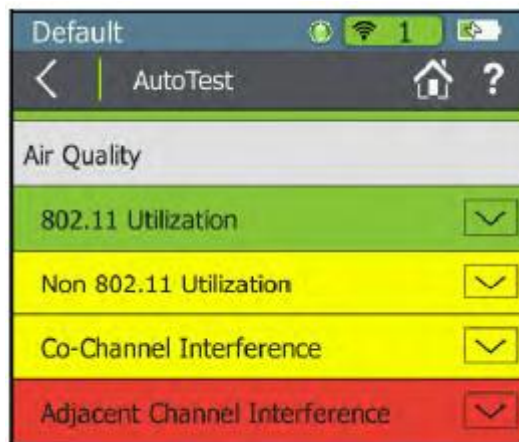 Default
1
AutoTest
?
Air Quality
802.11 Utilization
Non 802.11 Utilization
Co-Channel Interference
Adjacent Channel Interference